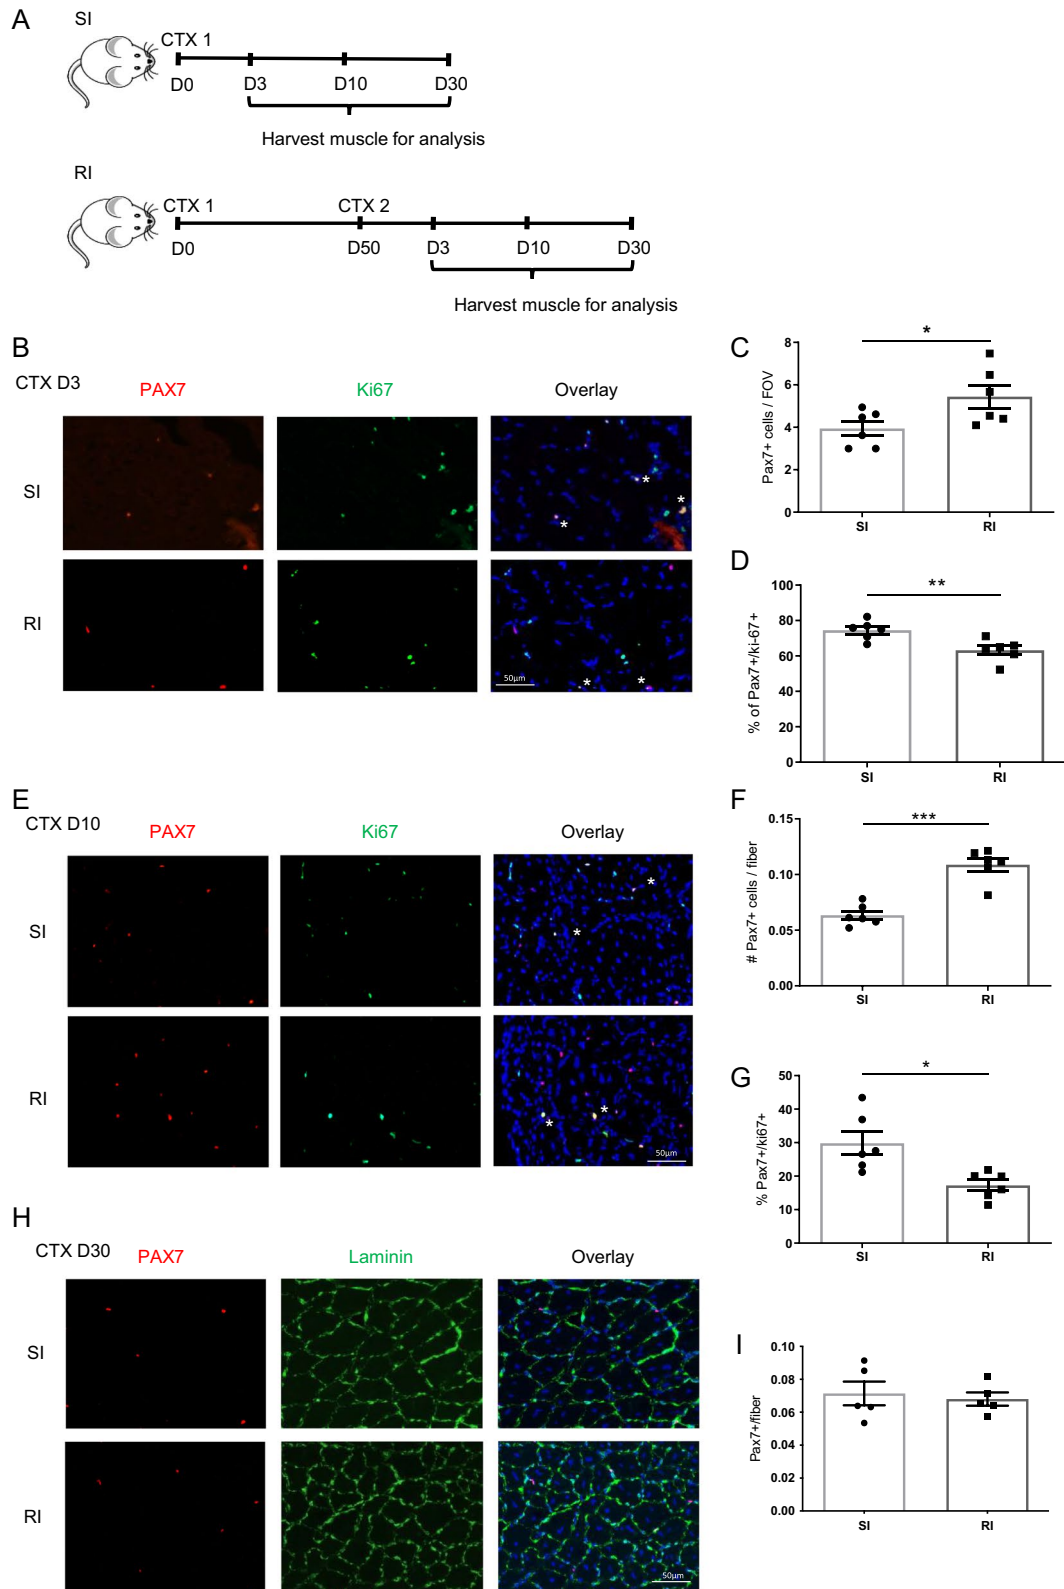 A
SI
CTX 1
D0
D3
D10
D30
Harvest muscle for analysis
RI
CTX 1
CTX 2
D0
D50
D3
D10
D30
Harvest muscle for analysis
B
CTX D3
PAX7
Ki67
Overlay
SI
*
*
*
RI
50µm
*
*
C
*
Pax7+ cells / FOV
8
6
4
2
0
SI
RI
D
**
% of Pax7+/ki-67+
100
80
60
40
20
0
SI
RI
E
CTX D10
PAX7
Ki67
Overlay
SI
*
*
RI
*
*
50µm
F
***
# Pax7+ cells / fiber
0.15
0.10
0.05
0.00
SI
RI
G
*
% Pax7+/ki67+
50
40
30
20
10
0
SI
RI
H
CTX D30
PAX7
Laminin
Overlay
SI
RI
50µm
I
Pax7+/fiber
0.10
0.08
0.06
0.04
0.02
0.00
SI
RI